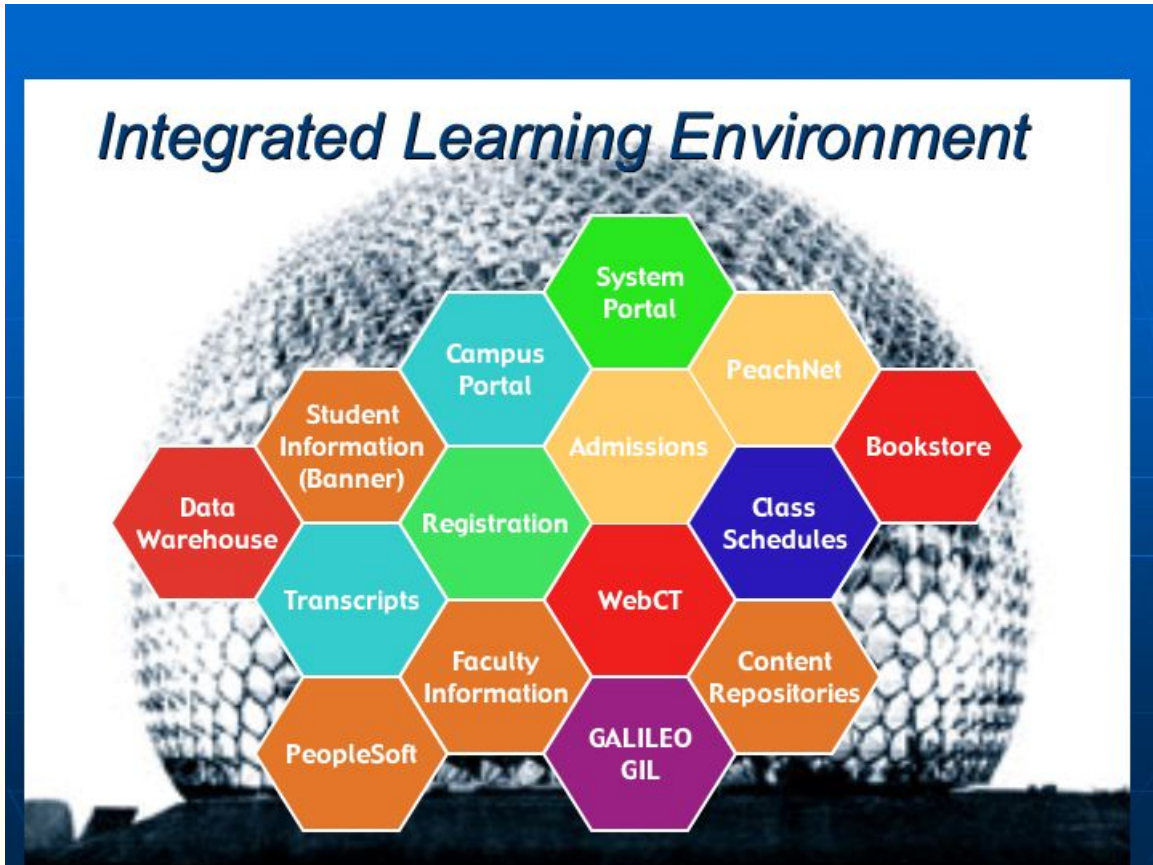 Integrated Learning Environment
System
Portal
Campus
Portal
PeachNet
Student
Information
(Banner)
Admissions
Bookstore
Data
Warehouse
Registration
Class
Schedules
Transcripts
WebCT
Faculty
Information
Content
Repositories
PeopleSoft
GALILEO
GIL